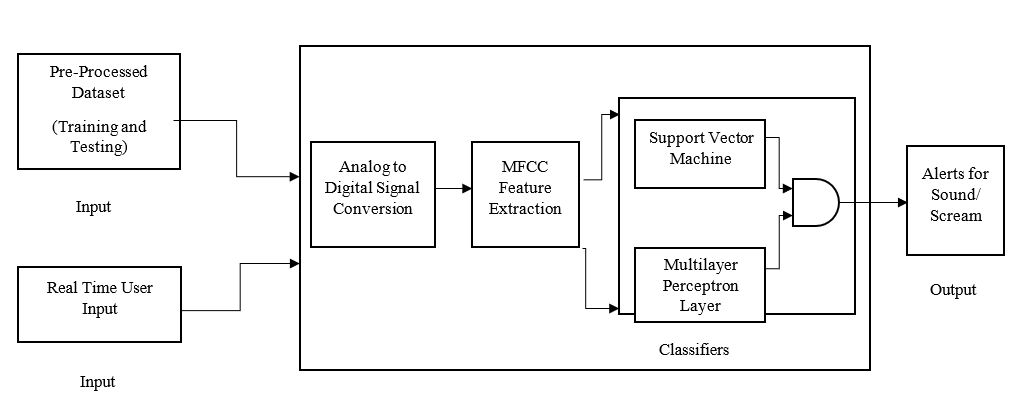 Pre-Processed
Dataset
(Training and
Testing)
Input
Real Time User
Input
Input
Analog to
Digital Signal
Conversion
MFCC
Feature
Extraction
Support Vector
Machine
Multilayer
Perceptron
Layer
Classifiers
Alerts for
Sound/
Scream
Output